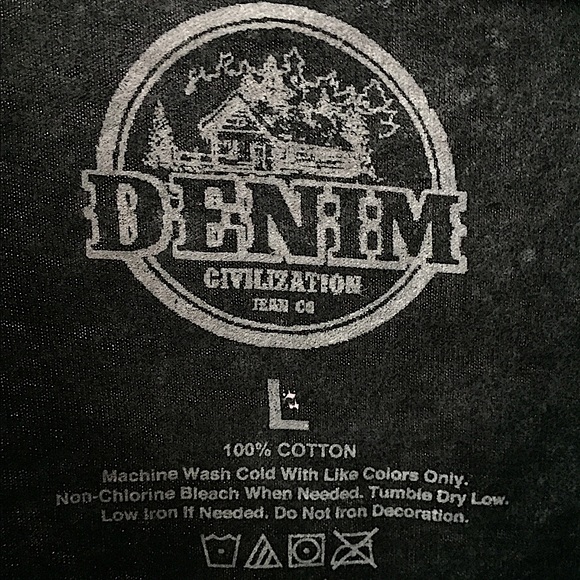 DENIM
CIVILIZATION
JEAN CO
L
100% COTTON
Machine Wash Cold With Like Colors Only.
Non-Chlorine Bleach When Needed. Tumble Dry Low.
Low Iron If Needed. Do Not Iron Decoration.